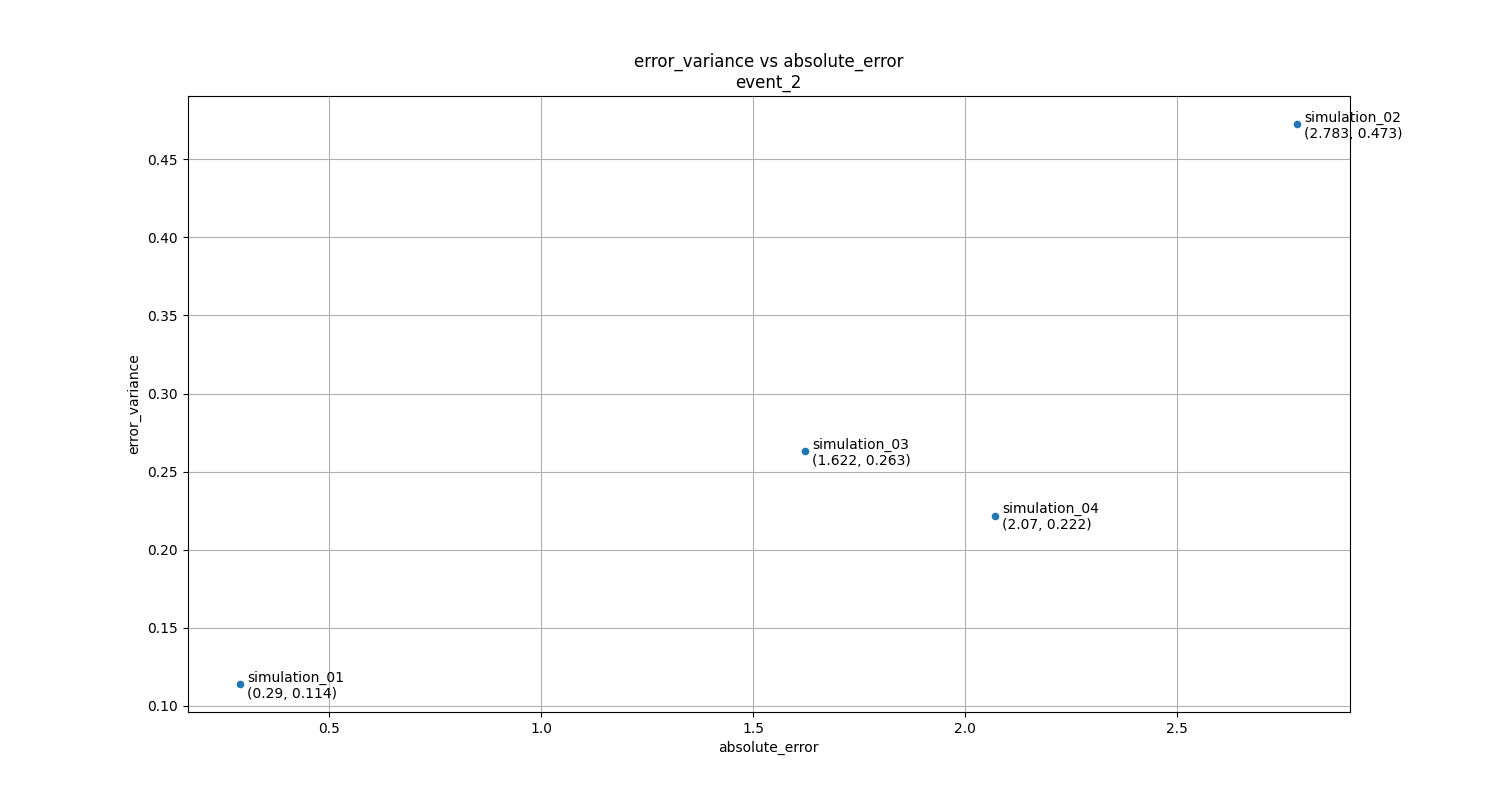 error_variance vs absolute_error
event_2
simulation_02
(2.783, 0.473)
0.45
0.40
0.35
error_variance
0.30
simulation_03
(1.622, 0.263)
0.25
simulation_04
(2.07, 0.222)
0.20
0.15
simulation_01
(0.29, 0.114)
0.10
0.5 1.0 1.5 2.0 2.5
absolute_error